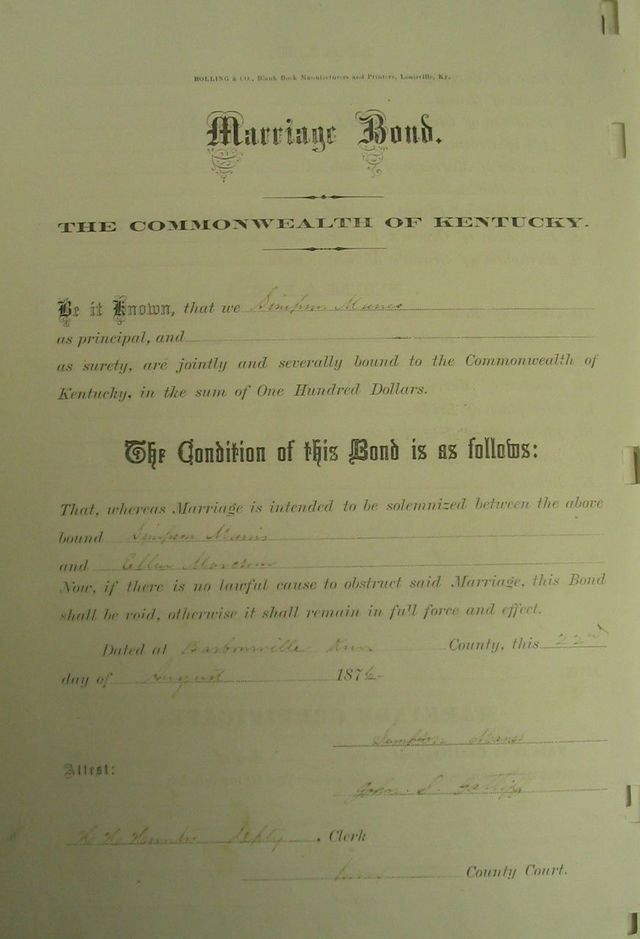 BOLLING & CO., Blank Book Manufacturers and Printers, Louisville, Ky.
Marriage Bond.
THE COMMONWEALTH OF KENTUCKY.
Be it Known, that we Simpson
as principal, and
as surety, are jointly and severally bound to the Commonwealth of
Kentucky, in the sum of One Hundred Dollars.
The Condition of this Bond is as follows:
That, whereas Marriage is intended to be solemnized between the above
bound Simpson
and Ellen
Now, if there is no lawful cause to obstruct said Marriage, this Bond
shall be void, otherwise it shall remain in full force and effect.
Dated at Barbourville Knox County, this 22nd
day of August 1876
Simpson
Attest:
John S.
H. H. Depty, Clerk
Knox County Court.